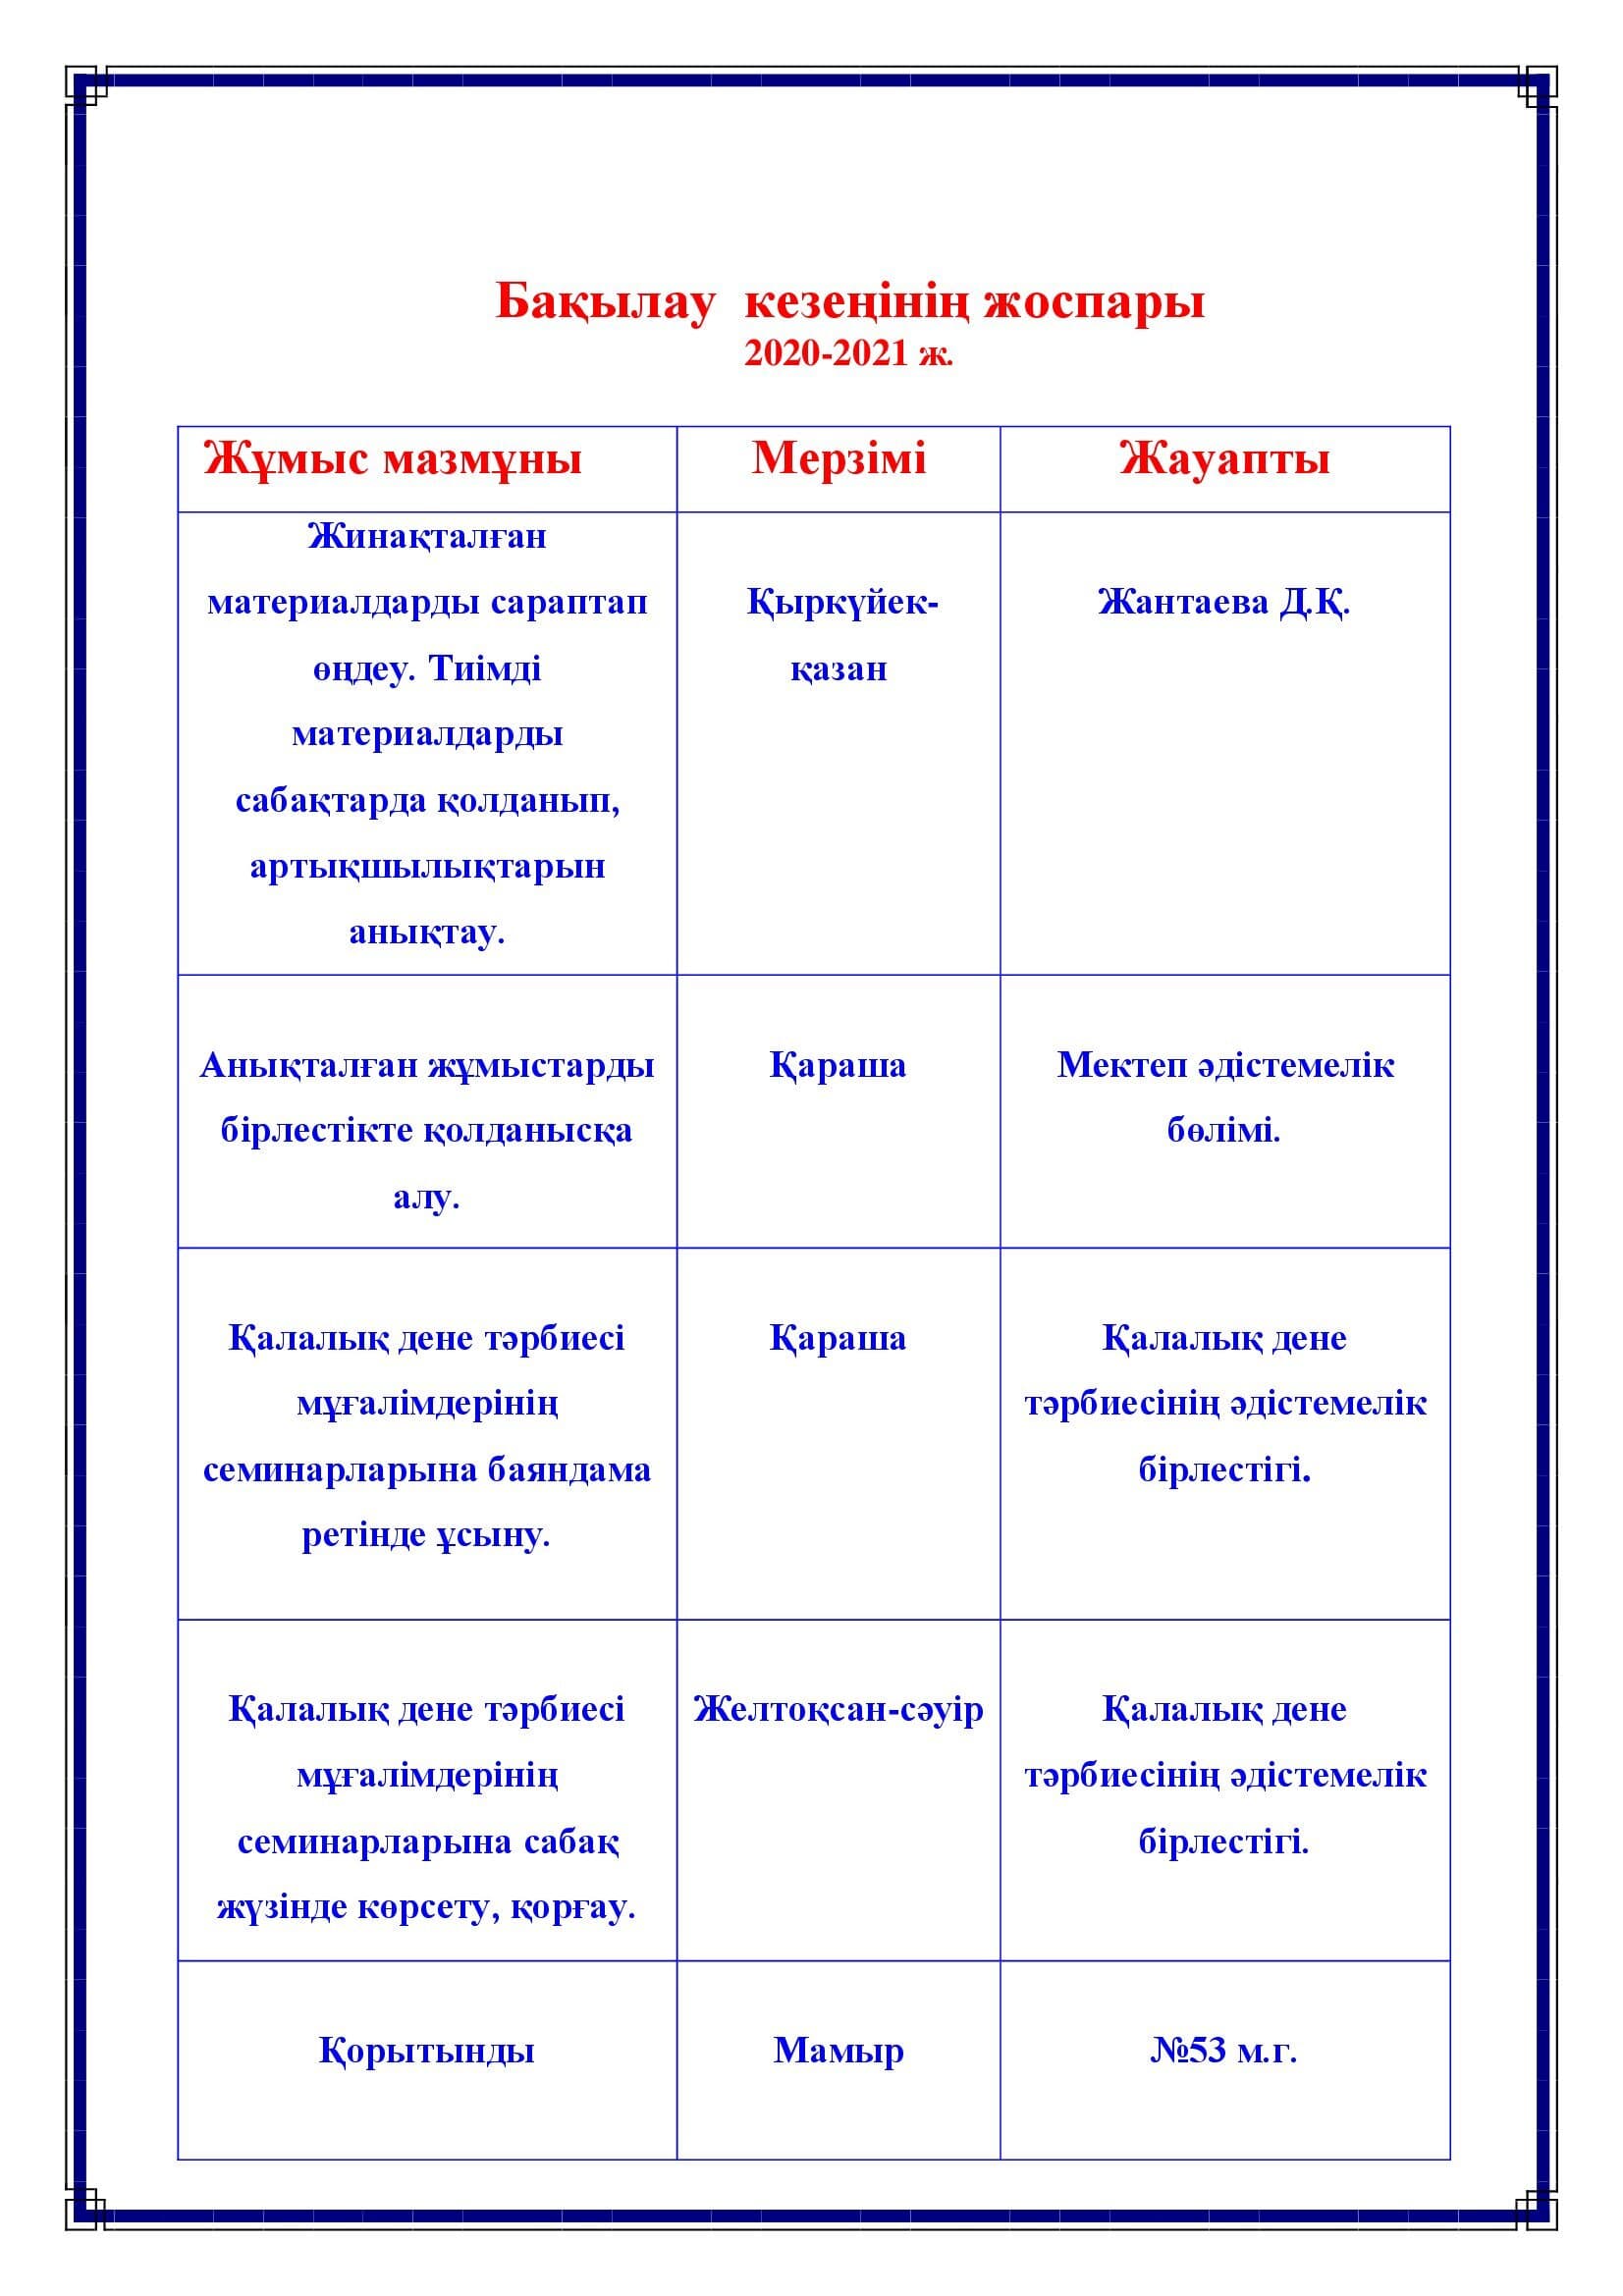 Бақылау  кезеңінің жоспары
2020-2021 ж.
Жұмыс мазмұны
Мерзімі
Жауапты
Жинақталған
материалдарды сараптап
өңдеу. Тиімді
материалдарды
сабақтарда қолданып,
артықшылықтарын
анықтау.
Қыркүйек-
қазан
Жантаева Д.Қ.
Анықталған жұмыстарды
бірлестікте қолданысқа
алу.
Қараша
Мектеп әдістемелік
бөлімі.
Қалалық дене тәрбиесі
мұғалімдерінің
семинарларына баяндама
ретінде ұсыну.
Қараша
Қалалық дене
тәрбиесінің әдістемелік
бірлестігі.
Қалалық дене тәрбиесі
мұғалімдерінің
семинарларына сабақ
жүзінде көрсету, қорғау.
Желтоқсан-сәуір
Қалалық дене
тәрбиесінің әдістемелік
бірлестігі.
Қорытынды
Мамыр
№53 м.г.